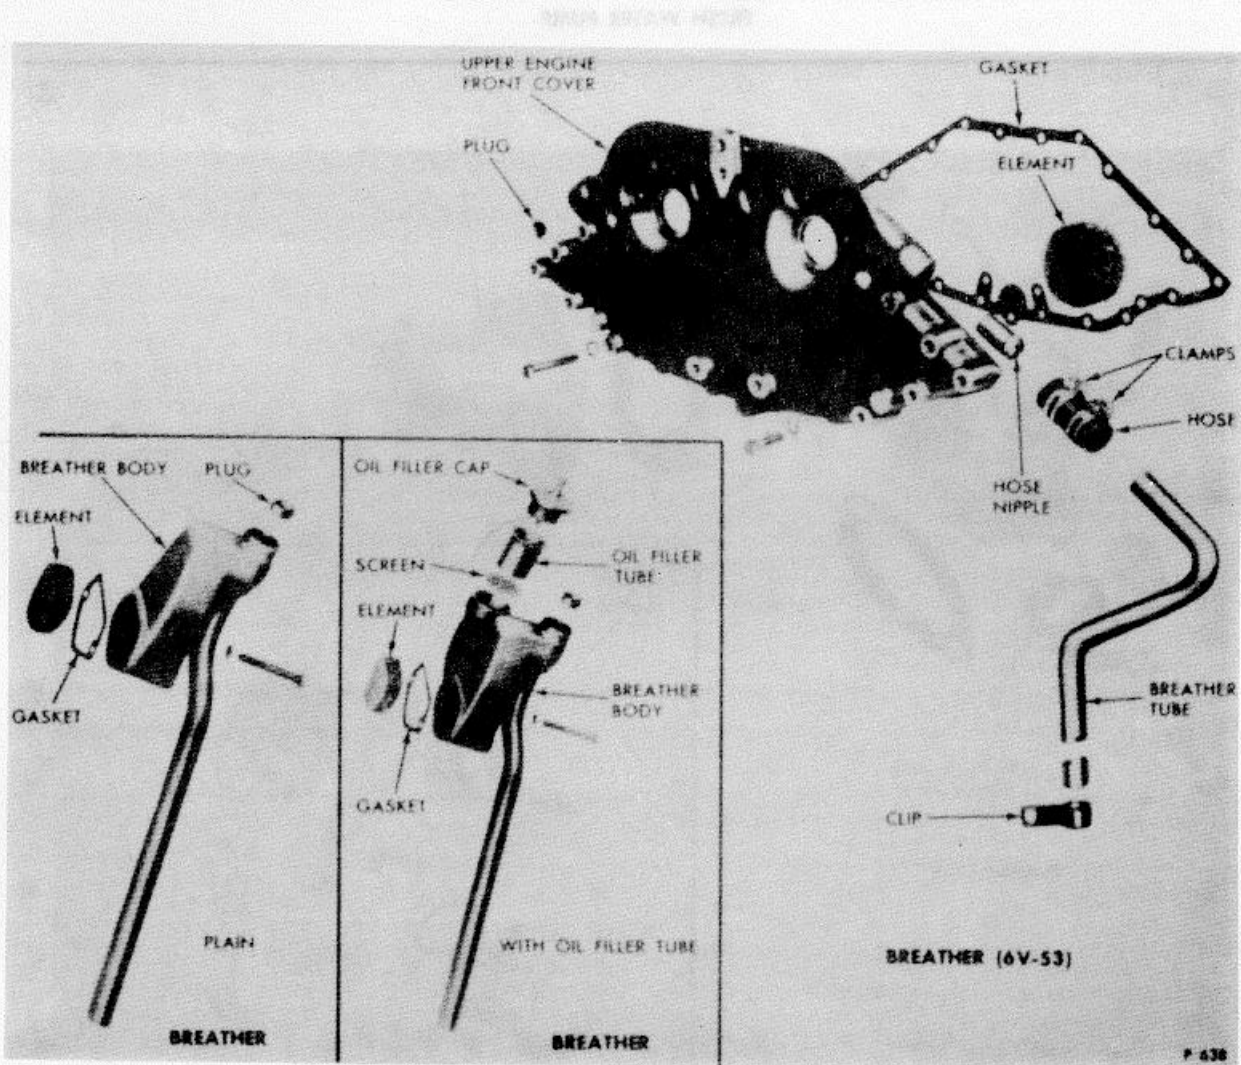 UPPER ENGINE
FRONT COVER
GASKET
PLUG
ELEMENT
CLAMPS
HOSE
HOSE
NIPPLE
BREATHER
TUBE
CLIP
BREATHER (6V-53)
BREATHER BODY
PLUG
ELEMENT
GASKET
PLAIN
BREATHER
OIL FILLER CAP
SCREEN
OIL FILLER
TUBE
ELEMENT
BREATHER
BODY
GASKET
WITH OIL FILLER TUBE
BREATHER
P 638